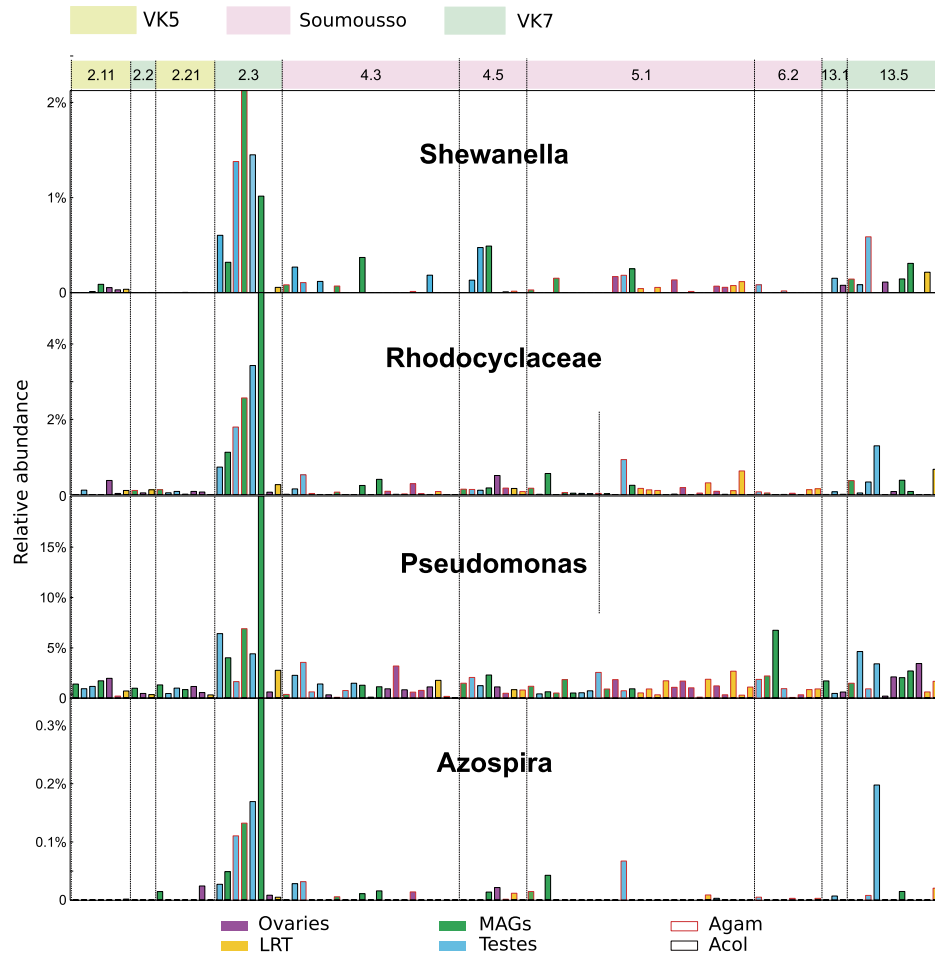 VK5 Soumousso VK7
2.11 2.2 2.21 2.3 4.3 4.5 5.1 6.2 13.1 13.5
2%
Shewanella
1%
0
4%
Rhodocyclaceae
2%
0
Relative abundance
15%
Pseudomonas
10%
5%
0
0.3%
Azospira
0.2%
0.1%
0
Ovaries MAGs Agam
LRT Testes Acol